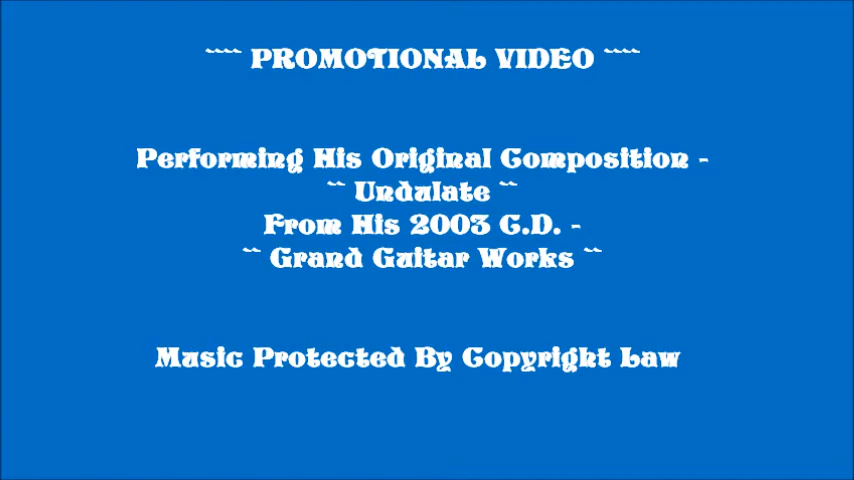 ~~~~ PROMOTIONAL VIDEO ~~~~
Performing His Original Composition -
~~ Undulate ~~
From His 2003 C.D. -
~~ Grand Guitar Works ~~
Music Protected By Copyright Law